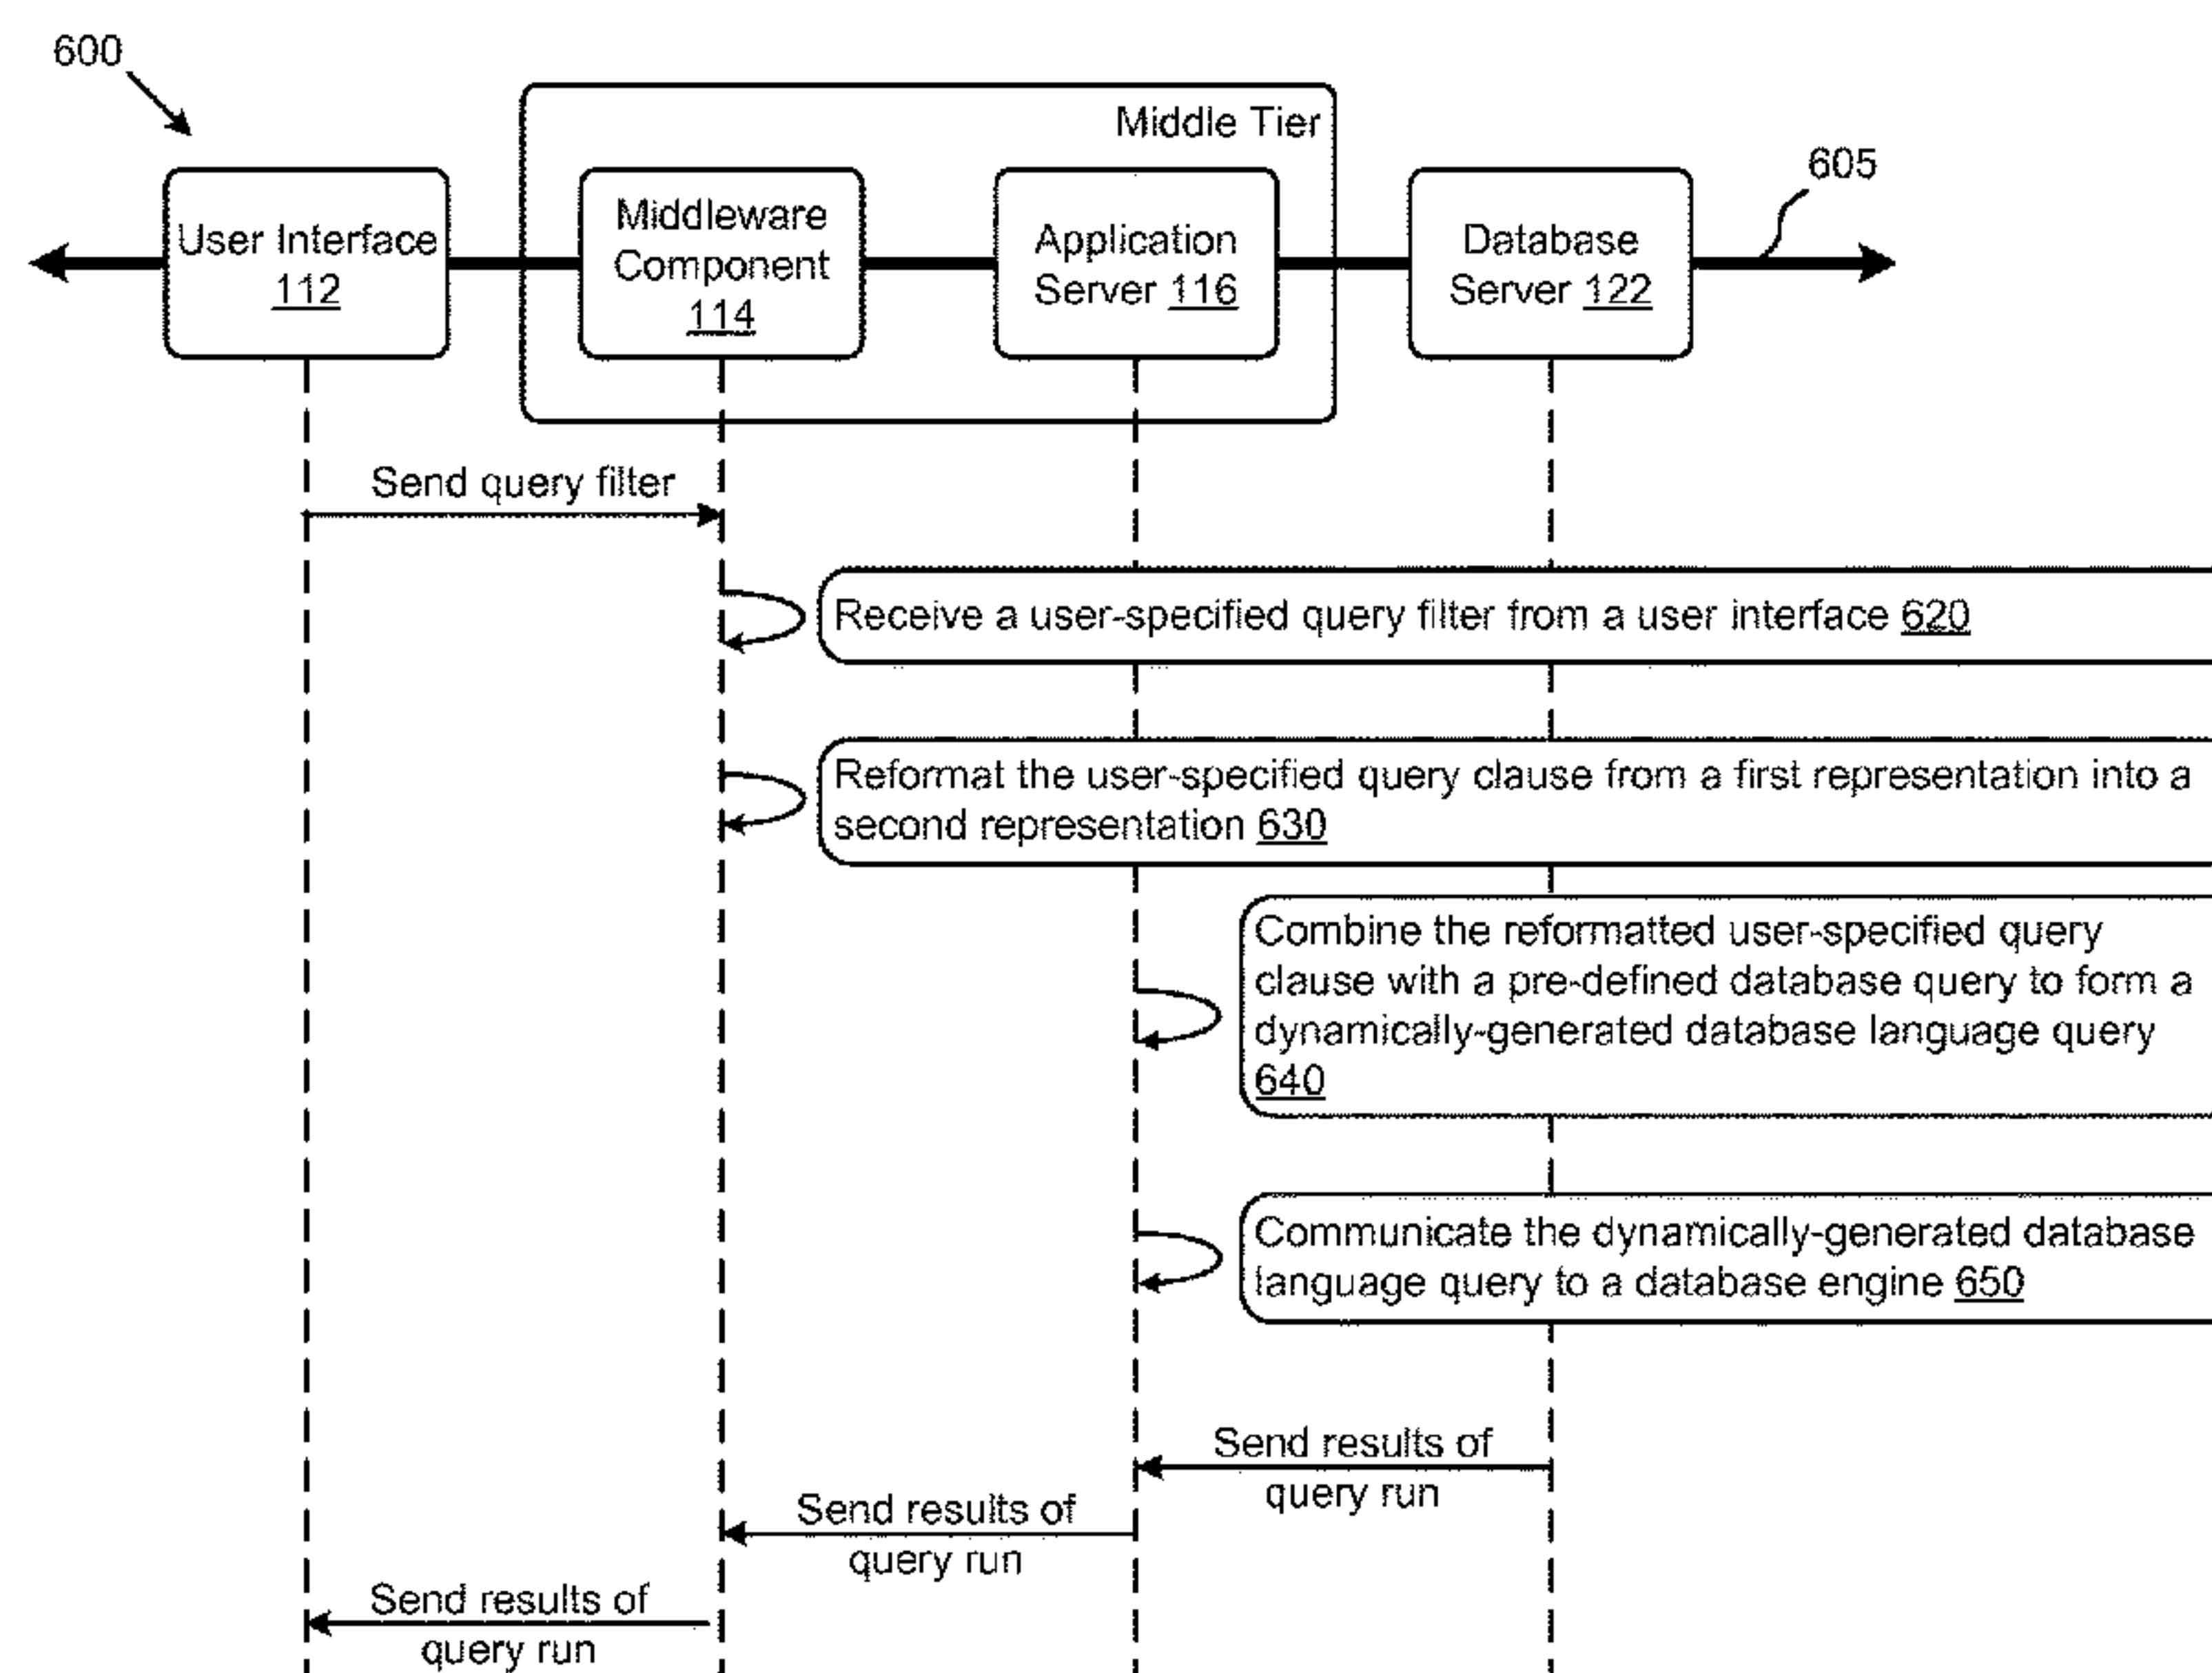 600
Middle Tier
605
User Interface
112
Middleware
Component
114
Application
Server 116
Database
Server 122
Send query filter
Receive a user-specified query filter from a user interface 620
Reformat the user-specified query clause from a first representation into a
second representation 630
Combine the reformatted user-specified query
clause with a pre-defined database query to form a
dynamically-generated database language query
640
Communicate the dynamically-generated database
language query to a database engine 650
Send results of
query run
Send results of
query run
Send results of
query run